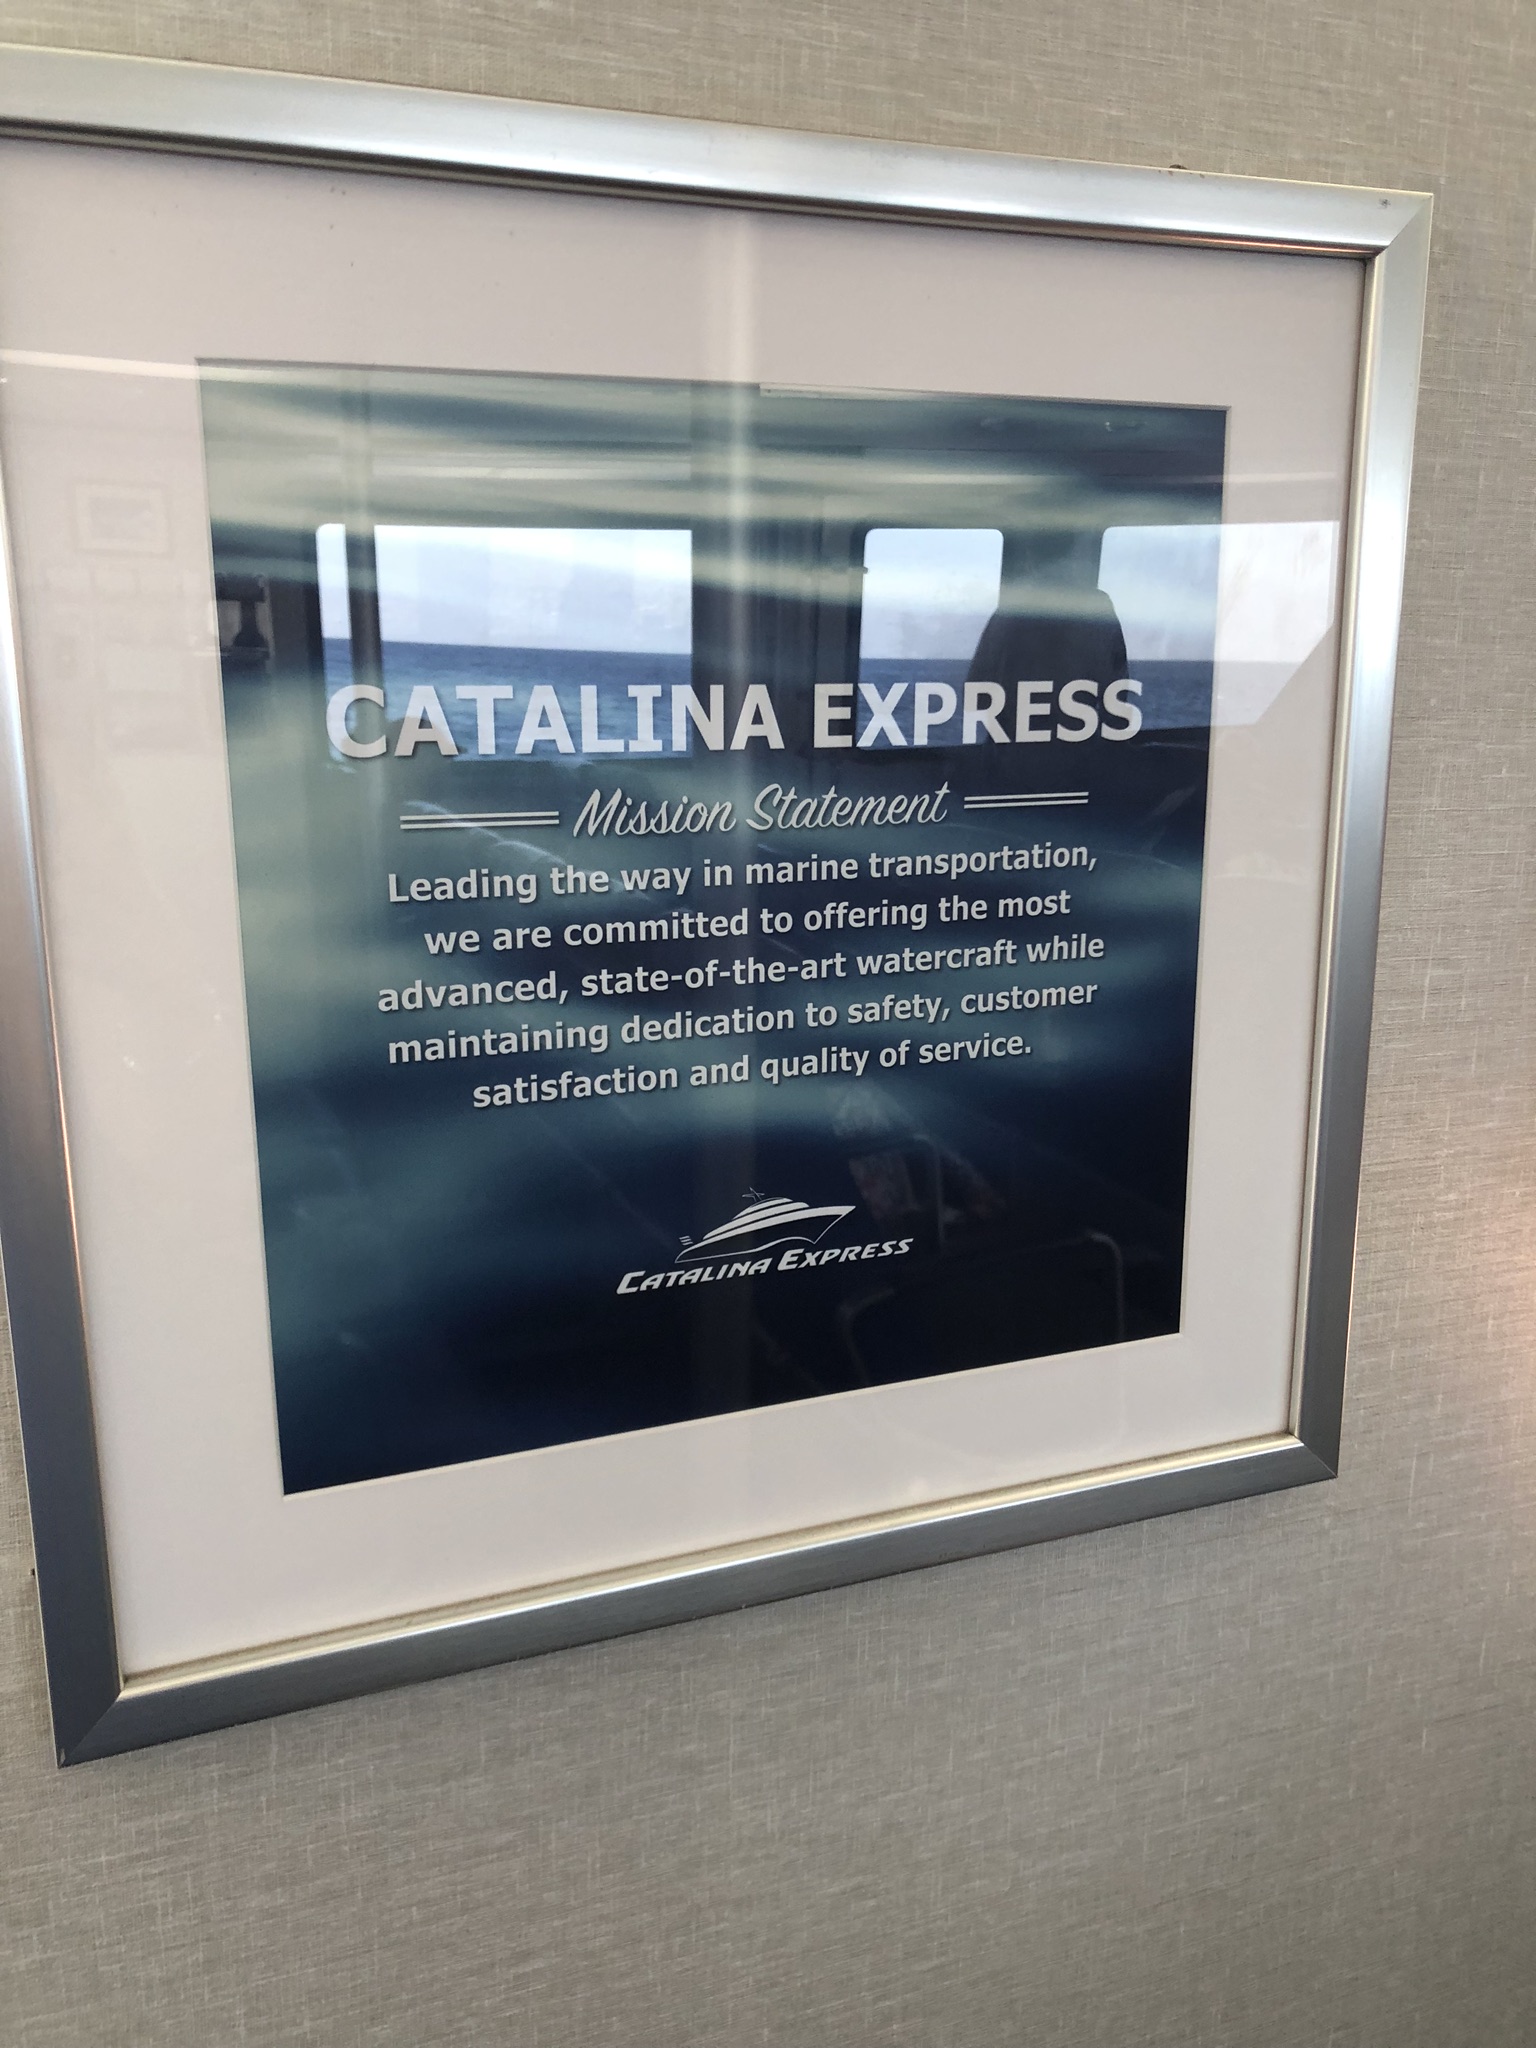 CATALINA EXPRESS
Mission Statement
Leading the way in marine transportation,
we are committed to offering the most
advanced, state-of-the-art watercraft while
maintaining dedication to safety, customer
satisfaction and quality of service.
CATALINA EXPRESS